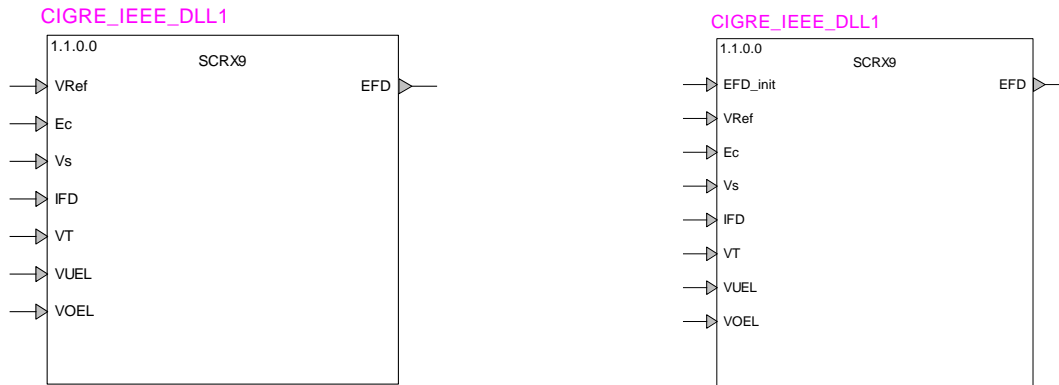 CIGRE_IEEE_DLL1
1.1.0.0
SCRX9
VRef
EFD
Ec
Vs
IFD
VT
VUEL
VOEL
CIGRE_IEEE_DLL1
1.1.0.0
SCRX9
EFD_init
EFD
VRef
Ec
Vs
IFD
VT
VUEL
VOEL